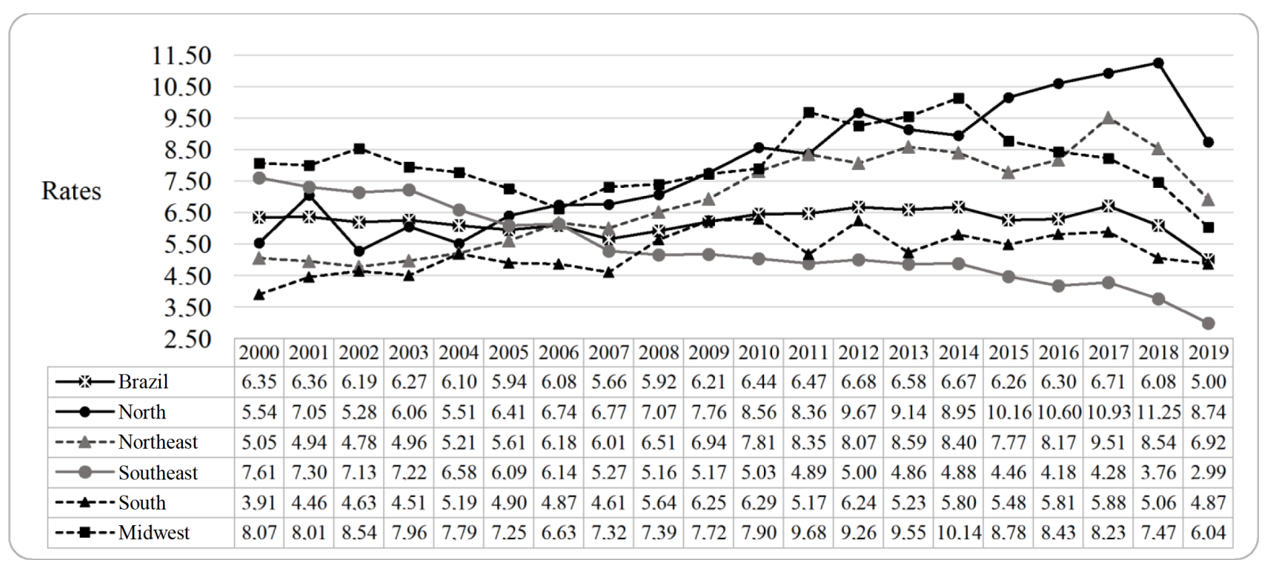 11.50
10.50
9.50
8.50
7.50
Rates
6.50
5.50
4.50
3.50
2.50
2000 2001 2002 2003 2004 2005 2006 2007 2008 2009 2010 2011 2012 2013 2014 2015 2016 2017 2018 2019
Brazil 6.35 6.36 6.19 6.27 6.10 5.94 6.08 5.66 5.92 6.21 6.44 6.47 6.68 6.58 6.67 6.26 6.30 6.71 6.08 5.00
North 5.54 7.05 5.28 6.06 5.51 6.41 6.74 6.77 7.07 7.76 8.56 8.36 9.67 9.14 8.95 10.16 10.60 10.93 11.25 8.74
Northeast 5.05 4.94 4.78 4.96 5.21 5.61 6.18 6.01 6.51 6.94 7.81 8.35 8.07 8.59 8.40 7.77 8.17 9.51 8.54 6.92
Southeast 7.61 7.30 7.13 7.22 6.58 6.09 6.14 5.27 5.16 5.17 5.03 4.89 5.00 4.86 4.88 4.46 4.18 4.28 3.76 2.99
South 3.91 4.46 4.63 4.51 5.19 4.90 4.87 4.61 5.64 6.25 6.29 5.17 6.24 5.23 5.80 5.48 5.81 5.88 5.06 4.87
Midwest 8.07 8.01 8.54 7.96 7.79 7.25 6.63 7.32 7.39 7.72 7.90 9.68 9.26 9.55 10.14 8.78 8.43 8.23 7.47 6.04